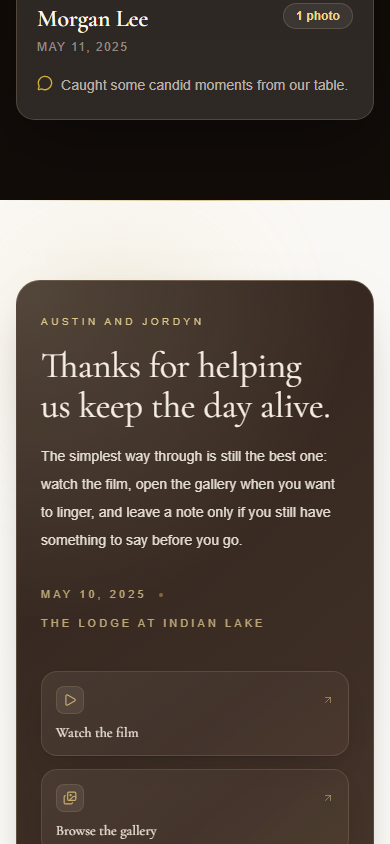 Morgan Lee
1 photo
MAY 11, 2025
Caught some candid moments from our table.
AUSTIN AND JORDYN
Thanks for helping
us keep the day alive.
The simplest way through is still the best one:
watch the film, open the gallery when you want
to linger, and leave a note only if you still have
something to say before you go.
MAY 10, 2025 •
THE LODGE AT INDIAN LAKE
Watch the film
Browse the gallery